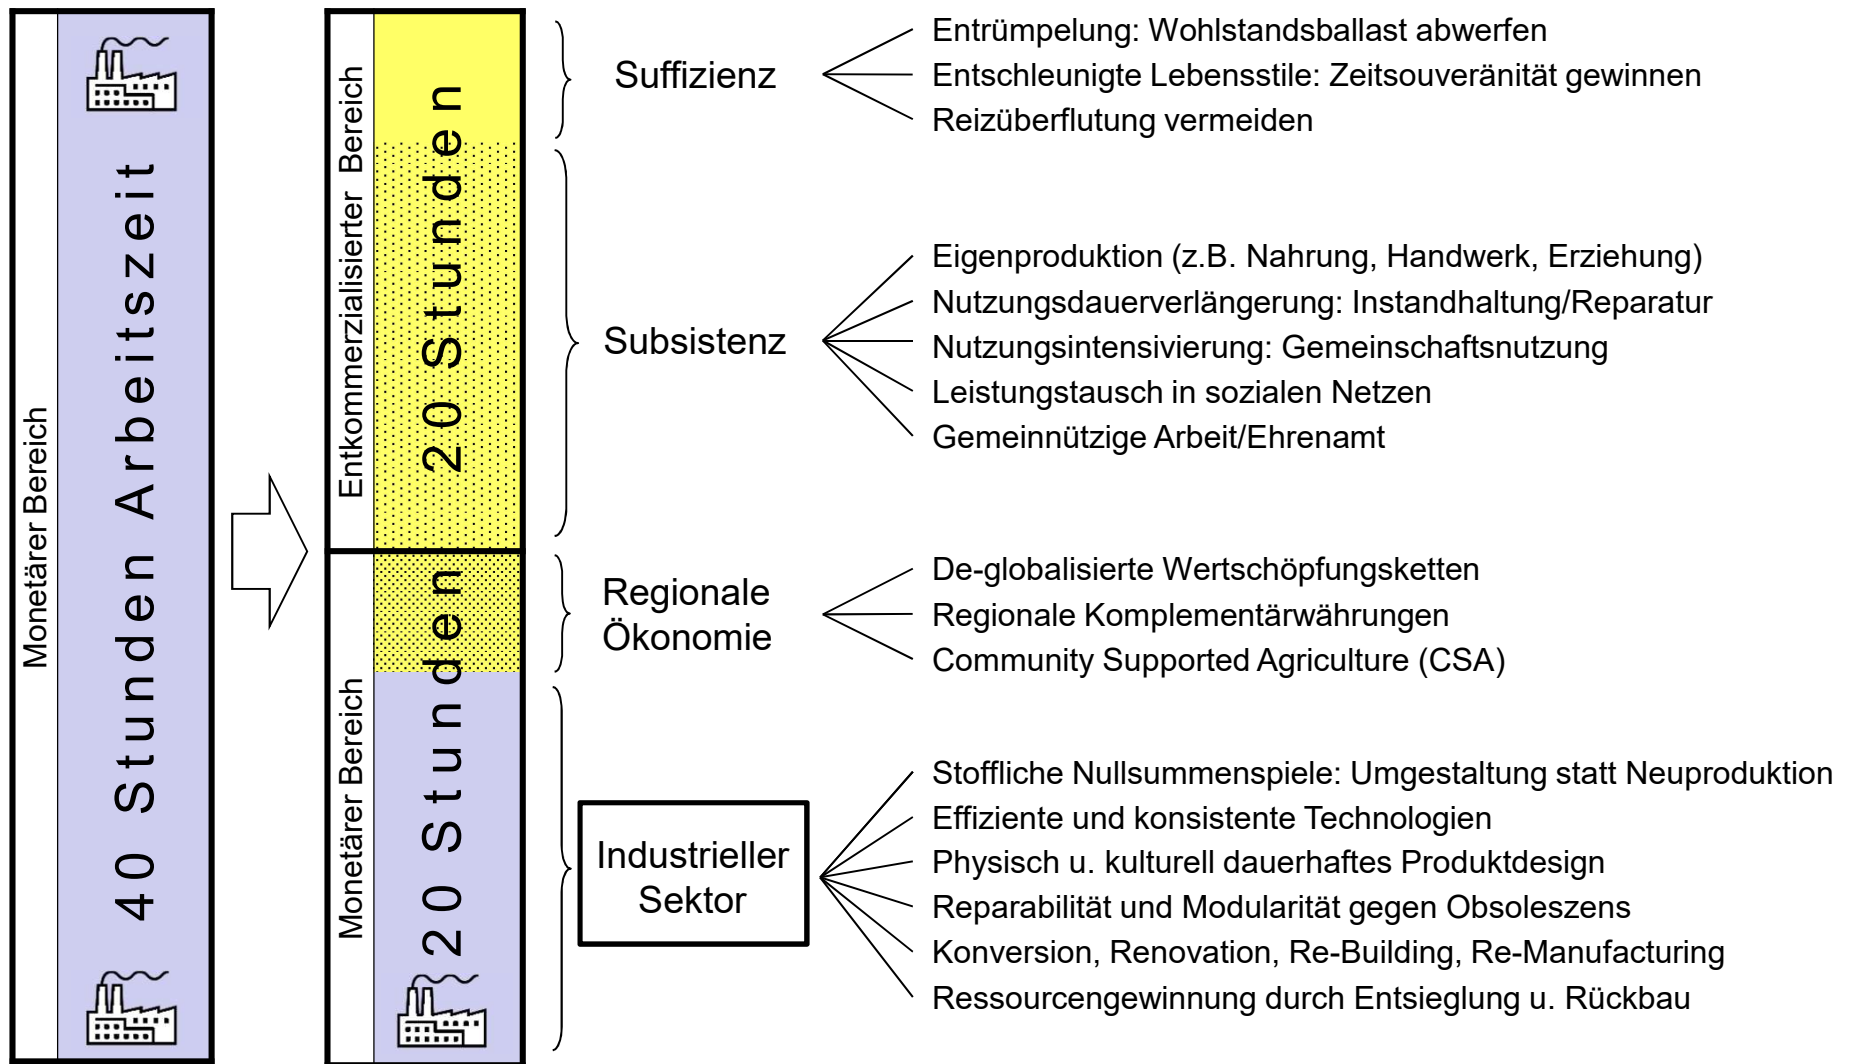 Monetärer Bereich
40 Stunden Arbeitszeit
Entkommerzialisierter Bereich
20 Stunden
Monetärer Bereich
20 Stunden
Suffizienz
Entrümpelung: Wohlstandsballast abwerfen
Entschleunigte Lebensstile: Zeitsouveränität gewinnen
Reizüberflutung vermeiden
Subsistenz
Eigenproduktion (z.B. Nahrung, Handwerk, Erziehung)
Nutzungsdauerverlängerung: Instandhaltung/Reparatur
Nutzungsintensivierung: Gemeinschaftsnutzung
Leistungstausch in sozialen Netzen
Gemeinnützige Arbeit/Ehrenamt
Regionale
Ökonomie
De-globalisierte Wertschöpfungsketten
Regionale Komplementärwährungen
Community Supported Agriculture (CSA)
Industrieller
Sektor
Stoffliche Nullsummenspiele: Umgestaltung statt Neuproduktion
Effiziente und konsistente Technologien
Physisch u. kulturell dauerhaftes Produktdesign
Reparabilität und Modularität gegen Obsoleszens
Konversion, Renovation, Re-Building, Re-Manufacturing
Ressourcengewinnung durch Entsieglung u. Rückbau